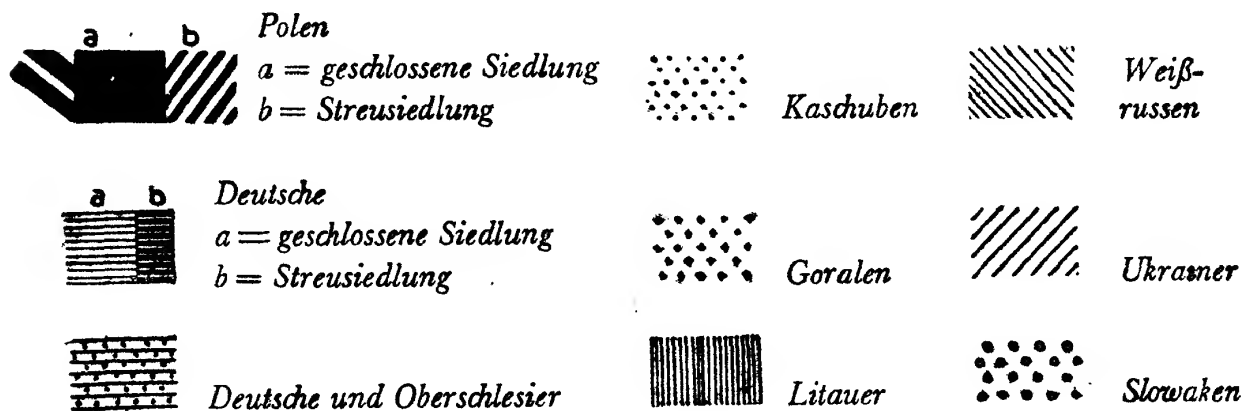 a b
Polen
a = geschlossene Siedlung
b = Streusiedlung
Kaschuben
Weiß-
russen
a b
Deutsche
a = geschlossene Siedlung
b = Streusiedlung
Goralen
Ukrainer
Deutsche und Oberschlesier
Litauer
Slowaken